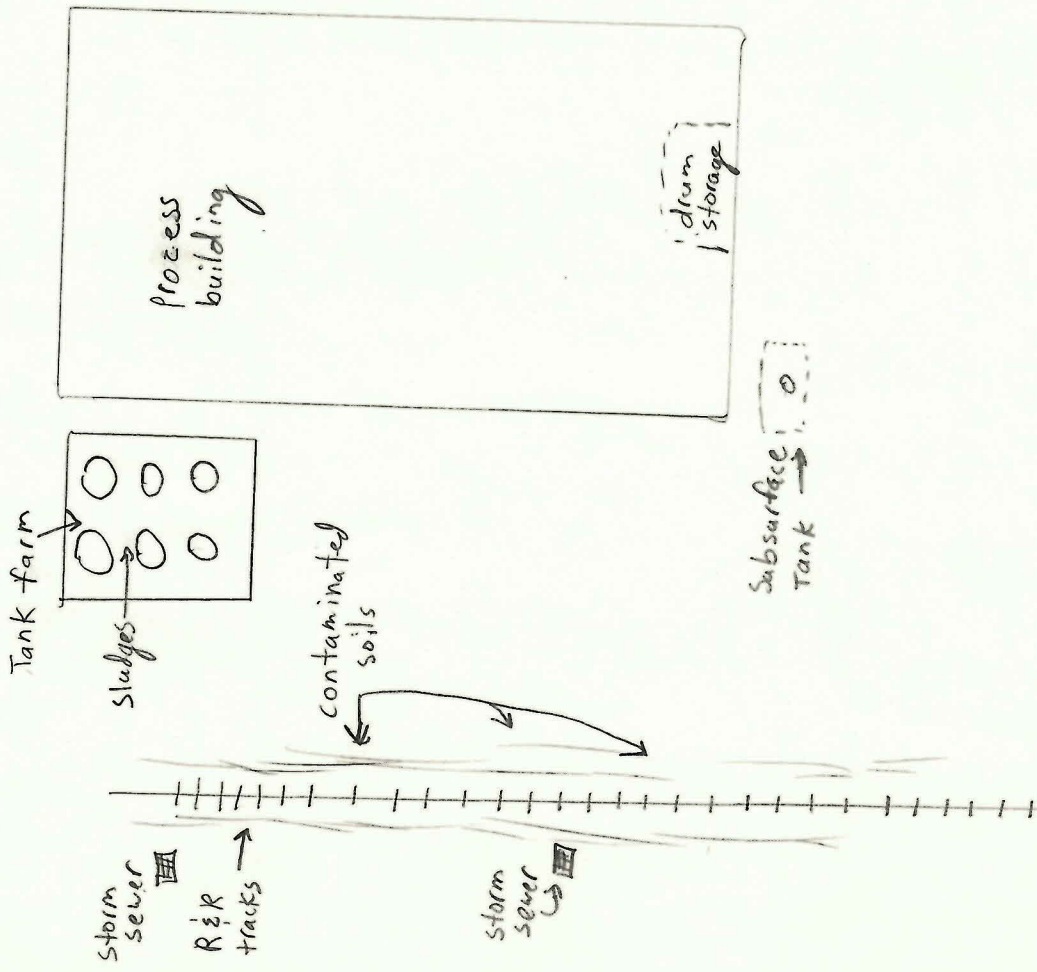 Tank farm
sludges
process
building
contaminated
soils
drum
storage
Subsurface
Tank
storm
sewer
R & R
tracks
storm
sewer